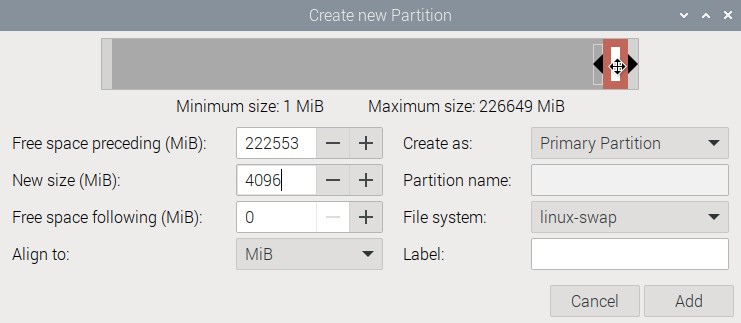 Create new Partition
Minimum size: 1 MiB Maximum size: 226649 MiB
Free space preceding (MiB): 222553 Create as: Primary Partition
New size (MiB): 4096 Partition name:
Free space following (MiB): 0 File system: linux-swap
Align to: MiB Label:
Cancel Add